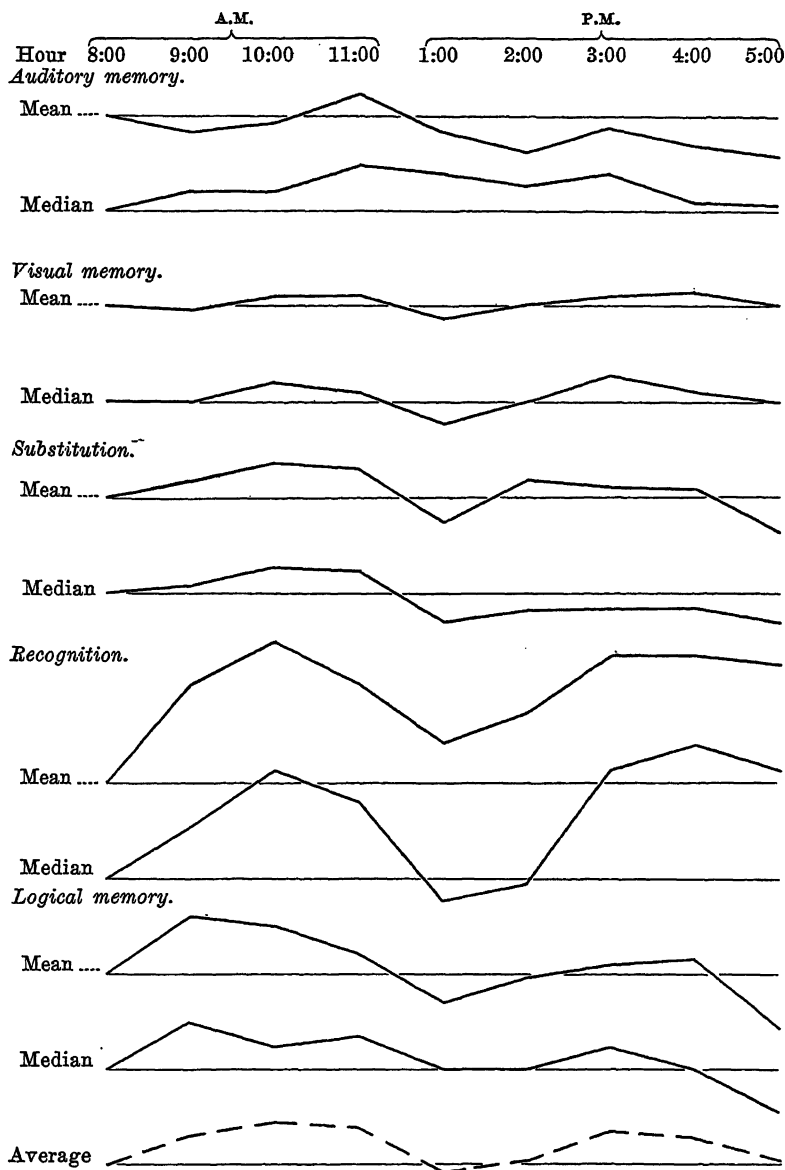 A.M. P.M.
Hour 8:00 9:00 10:00 11:00 1:00 2:00 3:00 4:00 5:00
Auditory memory.
Mean ....
Median
Visual memory.
Mean ....
Median
Substitution.
Mean ....
Median
Recognition.
Mean ....
Median
Logical memory.
Mean ....
Median
Average